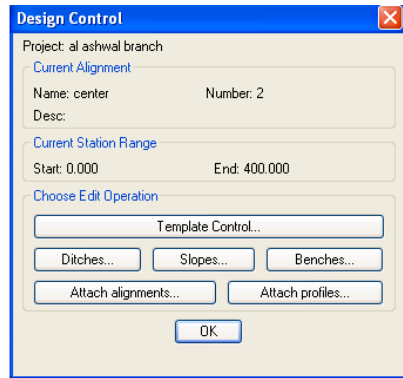 Design Control
Project: al ashwal branch
Current Alignment
Name: center Number: 2
Desc:
Current Station Range
Start: 0.000 End: 400.000
Choose Edit Operation
Template Control...
Ditches... Slopes... Benches...
Attach alignments... Attach profiles...
OK